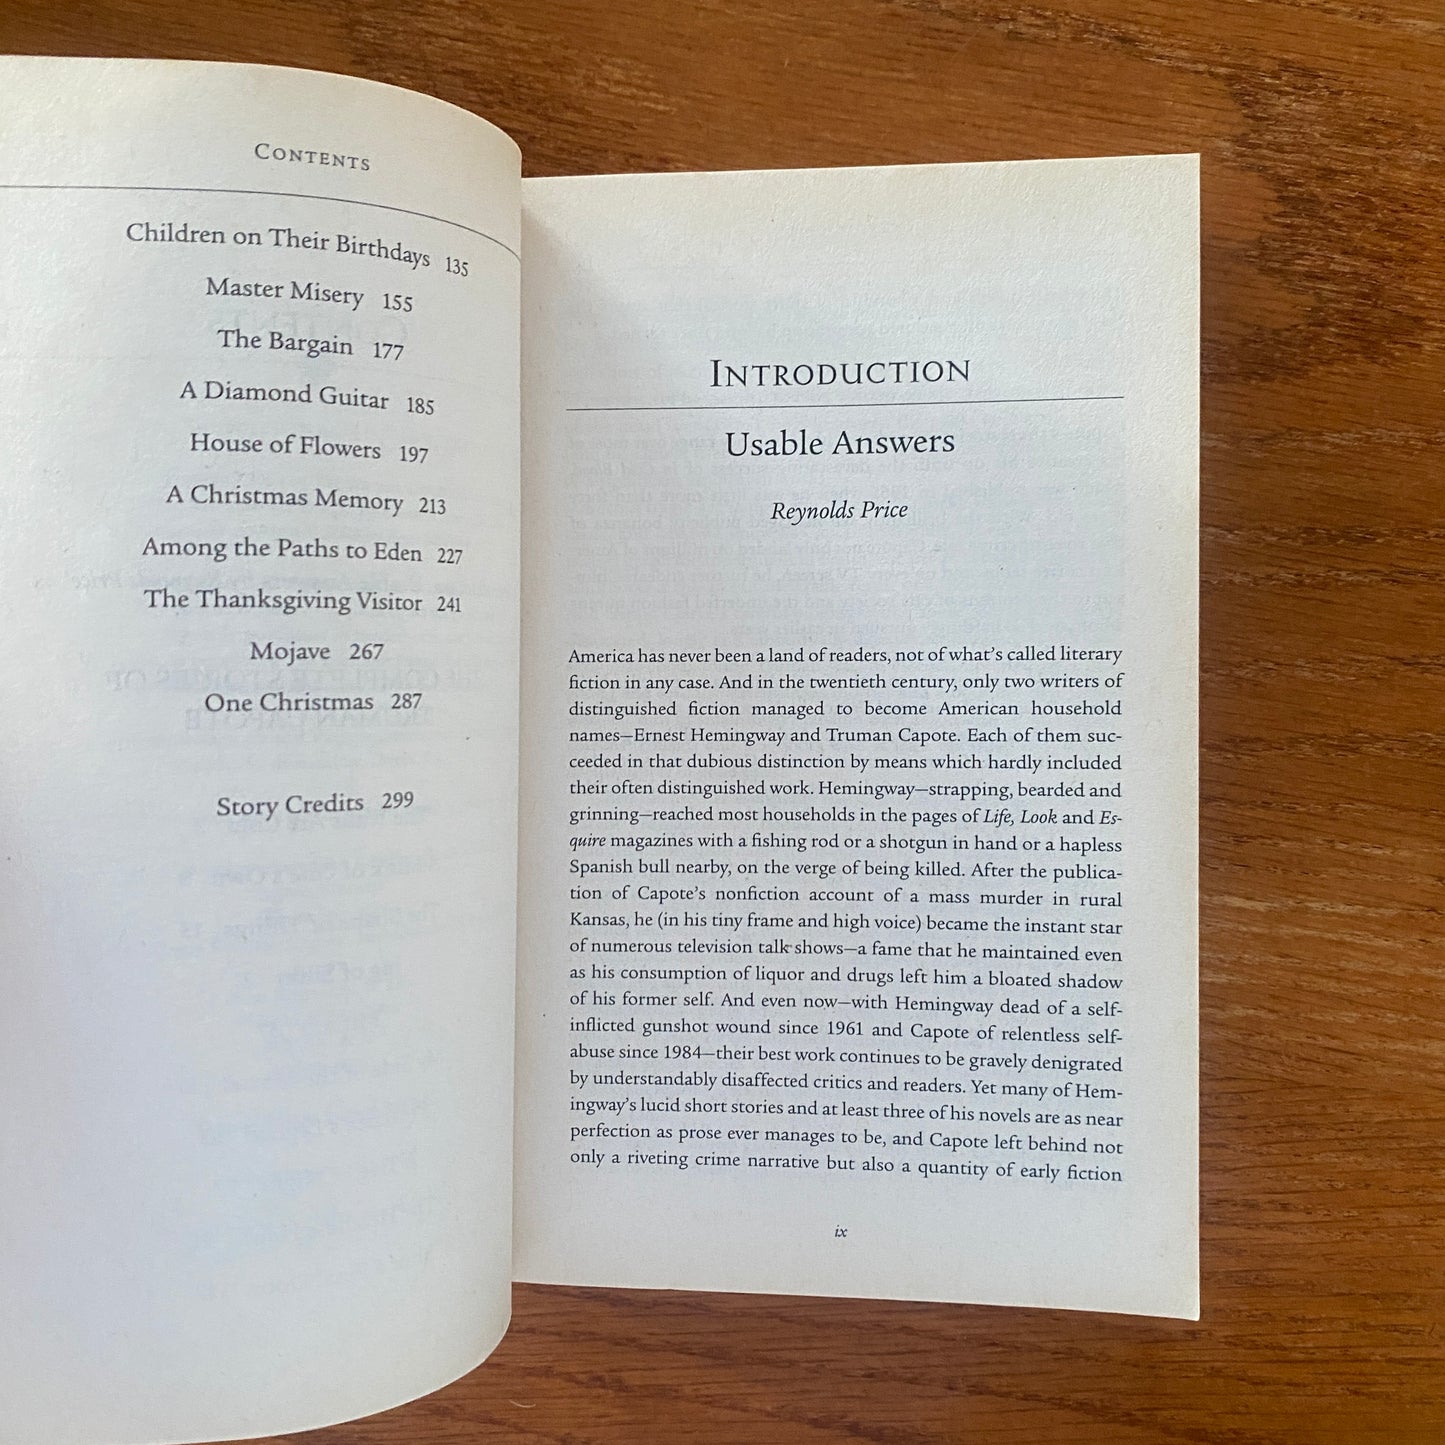 CONTENTS
Children on Their Birthdays 135
Master Misery 155
The Bargain 177
A Diamond Guitar 185
House of Flowers 197
A Christmas Memory 213
Among the Paths to Eden 227
The Thanksgiving Visitor 241
Mojave 267
One Christmas 287
Story Credits 299
INTRODUCTION
Usable Answers
Reynolds Price
America has never been a land of readers, not of what's called literary
fiction in any case. And in the twentieth century, only two writers of
distinguished fiction managed to become American household
names—Ernest Hemingway and Truman Capote. Each of them suc-
ceeded in that dubious distinction by means which hardly included
their often distinguished work. Hemingway—strapping, bearded and
grinning—reached most households in the pages of Life, Look and Es-
quire magazines with a fishing rod or a shotgun in hand or a hapless
Spanish bull nearby, on the verge of being killed. After the publica-
tion of Capote's nonfiction account of a mass murder in rural
Kansas, he (in his tiny frame and high voice) became the instant star
of numerous television talk shows—a fame that he maintained even
as his consumption of liquor and drugs left him a bloated shadow
of his former self. And even now—with Hemingway dead of a self-
inflicted gunshot wound since 1961 and Capote of relentless self-
abuse since 1984—their best work continues to be gravely denigrated
by understandably disaffected critics and readers. Yet many of Hem-
ingway's lucid short stories and at least three of his novels are as near
perfection as prose ever manages to be, and Capote left behind not
only a riveting crime narrative but also a quantity of early fiction
ix